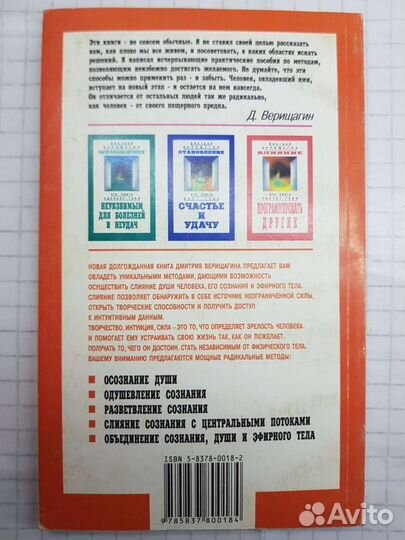 Эти книги - не совсем обычные. Я не ставил своей целью рассказать
вам, как плохо мы все живем, и посоветовать, в каких областях искать
решений. Я написал исчерпывающие практические пособия по методам,
позволяющим неизбежно достигать желаемого. Не думайте, что эти
способы можно применить раз - и забыть. Человек, овладевший ими,
вступает на новый этап - и остается на нем навсегда.
Он отличается от остальных людей так же радикально,
как человек - от своего пещерного предка.
Д. Верищагин
НЕУЯЗВИМЫМ
ДЛЯ БОЛЕЗНЕЙ
И НЕУДАЧ
СТАНОВЛЕНИЕ
СЧАСТЬЕ
И
УДАЧУ
ВЛИЯНИЕ
ПРОГРАММИРОВАТЬ
ДРУГИХ
НОВАЯ ДОЛГОЖДАННАЯ КНИГА ДМИТРИЯ ВЕРИЩАГИНА ПРЕДЛАГАЕТ ВАМ
ОВЛАДЕТЬ УНИКАЛЬНЫМИ МЕТОДАМИ, ДАЮЩИМИ ВОЗМОЖНОСТЬ
ОСУЩЕСТВИТЬ СЛИЯНИЕ ДУШИ ЧЕЛОВЕКА, ЕГО СОЗНАНИЯ И ЭФИРНОГО ТЕЛА.
СЛИЯНИЕ ПОЗВОЛЯЕТ ОБНАРУЖИТЬ В СЕБЕ ИСТОЧНИК НЕОГРАНИЧЕННОЙ СИЛЫ,
ОТКРЫТЬ ТВОРЧЕСКИЕ СПОСОБНОСТИ И ПОЛУЧИТЬ ДОСТУП
К ИНТУИТИВНЫМ ДАННЫМ.
ТВОРЧЕСТВО, ИНТУИЦИЯ, СИЛА – ЭТО ТО, ЧТО ОПРЕДЕЛЯЕТ ЗРЕЛОСТЬ ЧЕЛОВЕКА
И ПОМОГАЕТ ЕМУ УСТРАИВАТЬ СВОЮ ЖИЗНЬ ТАК, КАК ОН ПОЖЕЛАЕТ.
ПОЛУЧАТЬ ТО, ЧЕГО ОН ДОСТОИН. СТАТЬ НЕЗАВИСИМЫМ ОТ ФИЗИЧЕСКОГО ТЕЛА.
ВАШЕМУ ВНИМАНИЮ ПРЕДЛАГАЮТСЯ МОЩНЫЕ РАДИКАЛЬНЫЕ МЕТОДЫ:
■ ОСОЗНАНИЕ ДУШИ
■ ОДУШЕВЛЕНИЕ СОЗНАНИЯ
■ РАЗВЕТВЛЕНИЕ СОЗНАНИЯ
■ СЛИЯНИЕ СОЗНАНИЯ С ЦЕНТРАЛЬНЫМИ ПОТОКАМИ
■ ОБЪЕДИНЕНИЕ СОЗНАНИЯ, ДУШИ И ЭФИРНОГО ТЕЛА
ISBN 5-8378-0018-2
9785837800184
Avito